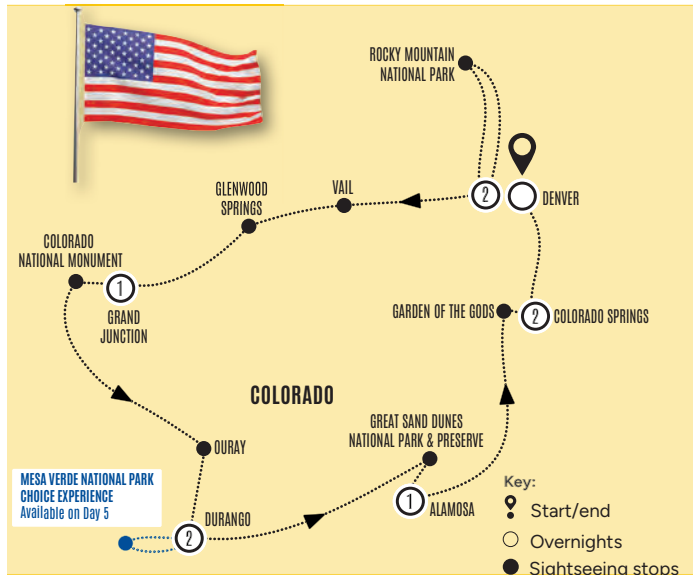 ROCKY MOUNTAIN
NATIONAL PARK
2
DENVER
VAIL
GLENWOOD
SPRINGS
COLORADO
NATIONAL MONUMENT
1
GRAND
JUNCTION
GARDEN OF THE GODS
2
COLORADO SPRINGS
COLORADO
GREAT SAND DUNES
NATIONAL PARK & PRESERVE
OURAY
MESA VERDE NATIONAL PARK
CHOICE EXPERIENCE
Available on Day 5
2
DURANGO
1
ALAMOSA
Key:
Start/end
Overnights
Sightseeing stops